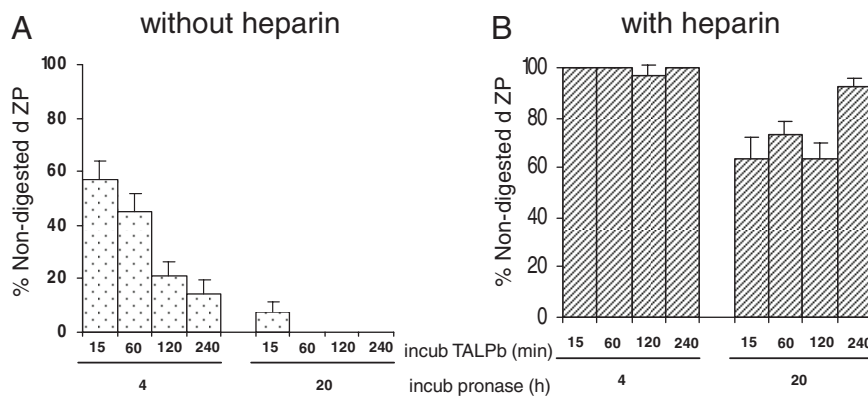 A without heparin
% Non-digested d ZP
100
80
60
40
20
0
15 60 120 240 15 60 120 240 incub TALPb (min)
4 20 incub pronase (h)
B with heparin
% Non-digested d ZP
100
80
60
40
20
0
15 60 120 240 15 60 120 240
4 20